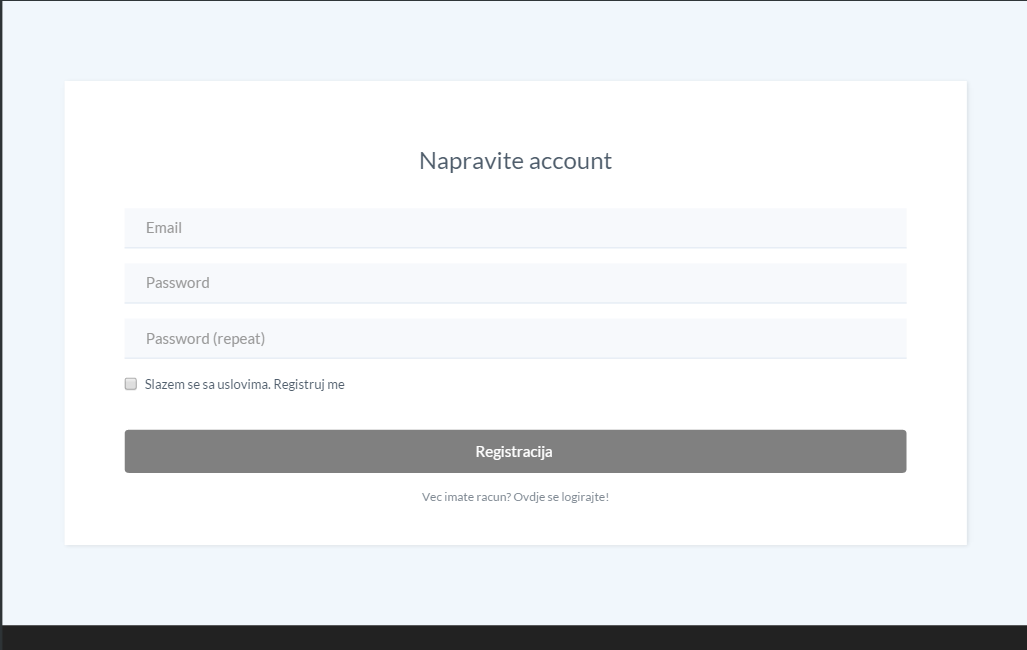 Napravite account
Email
Password
Password (repeat)
Slazem se sa uslovima. Registruj me
Registracija
Vec imate racun? Ovdje se logirajte!